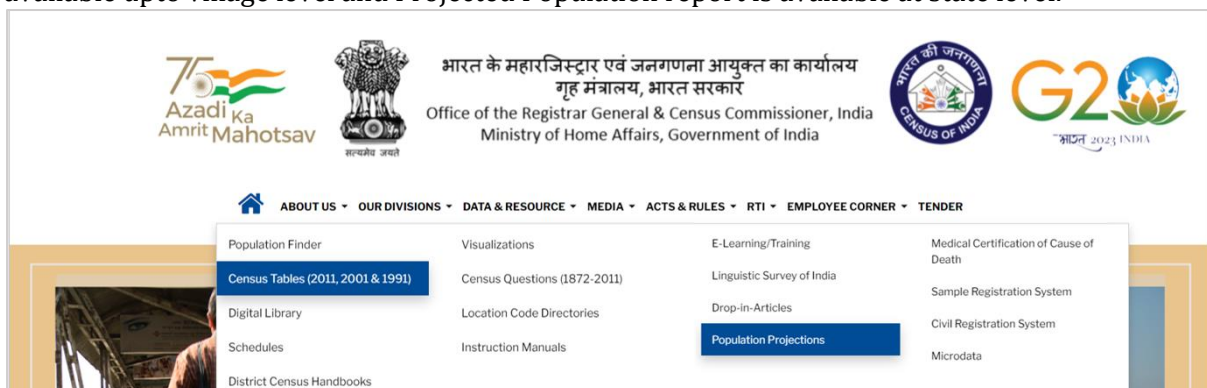 available upto village level and Projected Population report is available at state level.
75
Azadi Ka
Amrit Mahotsav
सत्यमेव जयते
भारत के महारजिस्ट्रार एवं जनगणना आयुक्त का कार्यालय
गृह मंत्रालय, भारत सरकार
Office of the Registrar General & Census Commissioner, India
Ministry of Home Affairs, Government of India
भारत की जनगणना
CENSUS OF INDIA
G20
भारत 2023 INDIA
ABOUT US OUR DIVISIONS DATA & RESOURCE MEDIA ACTS & RULES RTI EMPLOYEE CORNER TENDER
Population Finder
Census Tables (2011, 2001 & 1991)
Digital Library
Schedules
District Census Handbooks
Visualizations
Census Questions (1872-2011)
Location Code Directories
Instruction Manuals
E-Learning/Training
Linguistic Survey of India
Drop-in-Articles
Population Projections
Medical Certification of Cause of
Death
Sample Registration System
Civil Registration System
Microdata